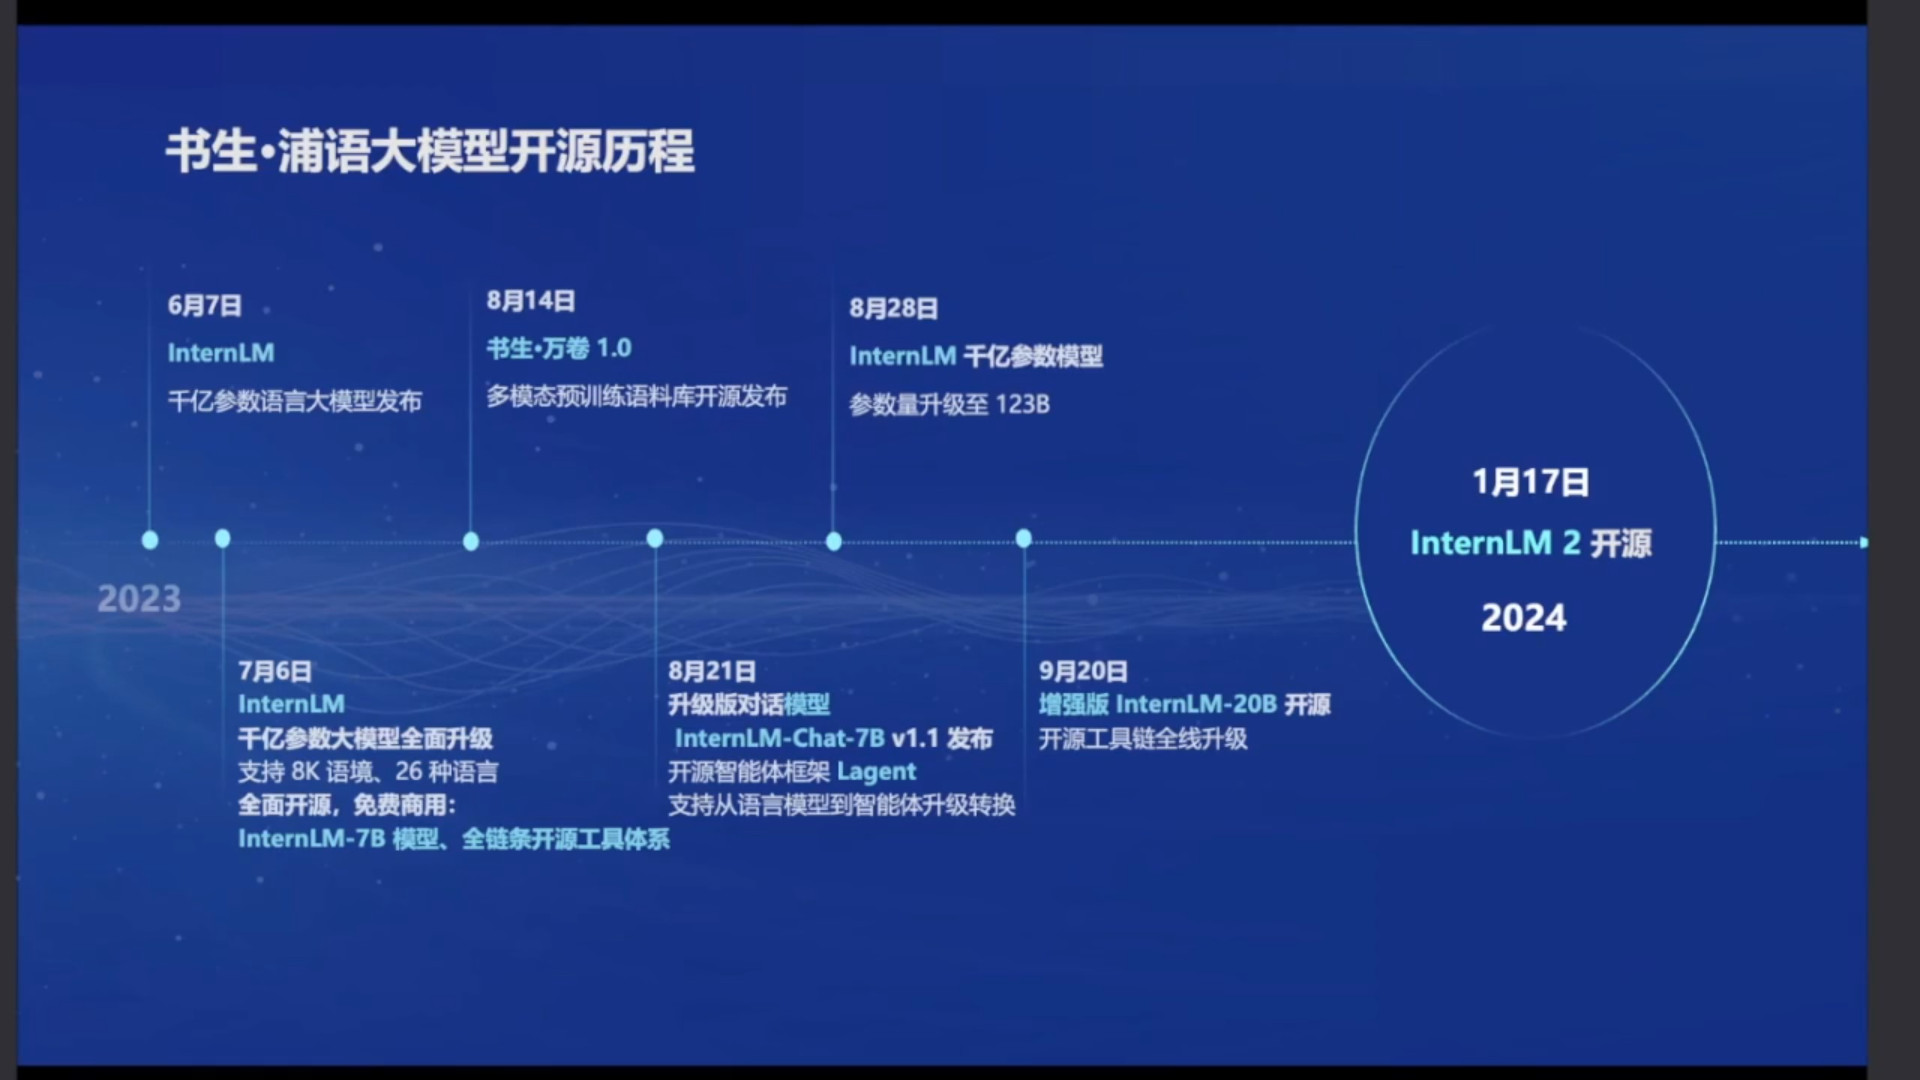 书生•浦语大模型开源历程
6月7日
InternLM
千亿参数语言大模型发布
8月14日
书生•万卷 1.0
多模态预训练语料库开源发布
8月28日
InternLM 千亿参数模型
参数量升级至 123B
2023
7月6日
InternLM
千亿参数大模型全面升级
支持 8K 语境、26 种语言
全面开源，免费商用：
InternLM-7B 模型、全链条开源工具体系
8月21日
升级版对话模型
InternLM-Chat-7B v1.1 发布
开源智能体框架 Lagent
支持从语言模型到智能体升级转换
9月20日
增强版 InternLM-20B 开源
开源工具链全线升级
1月17日
InternLM 2 开源
2024